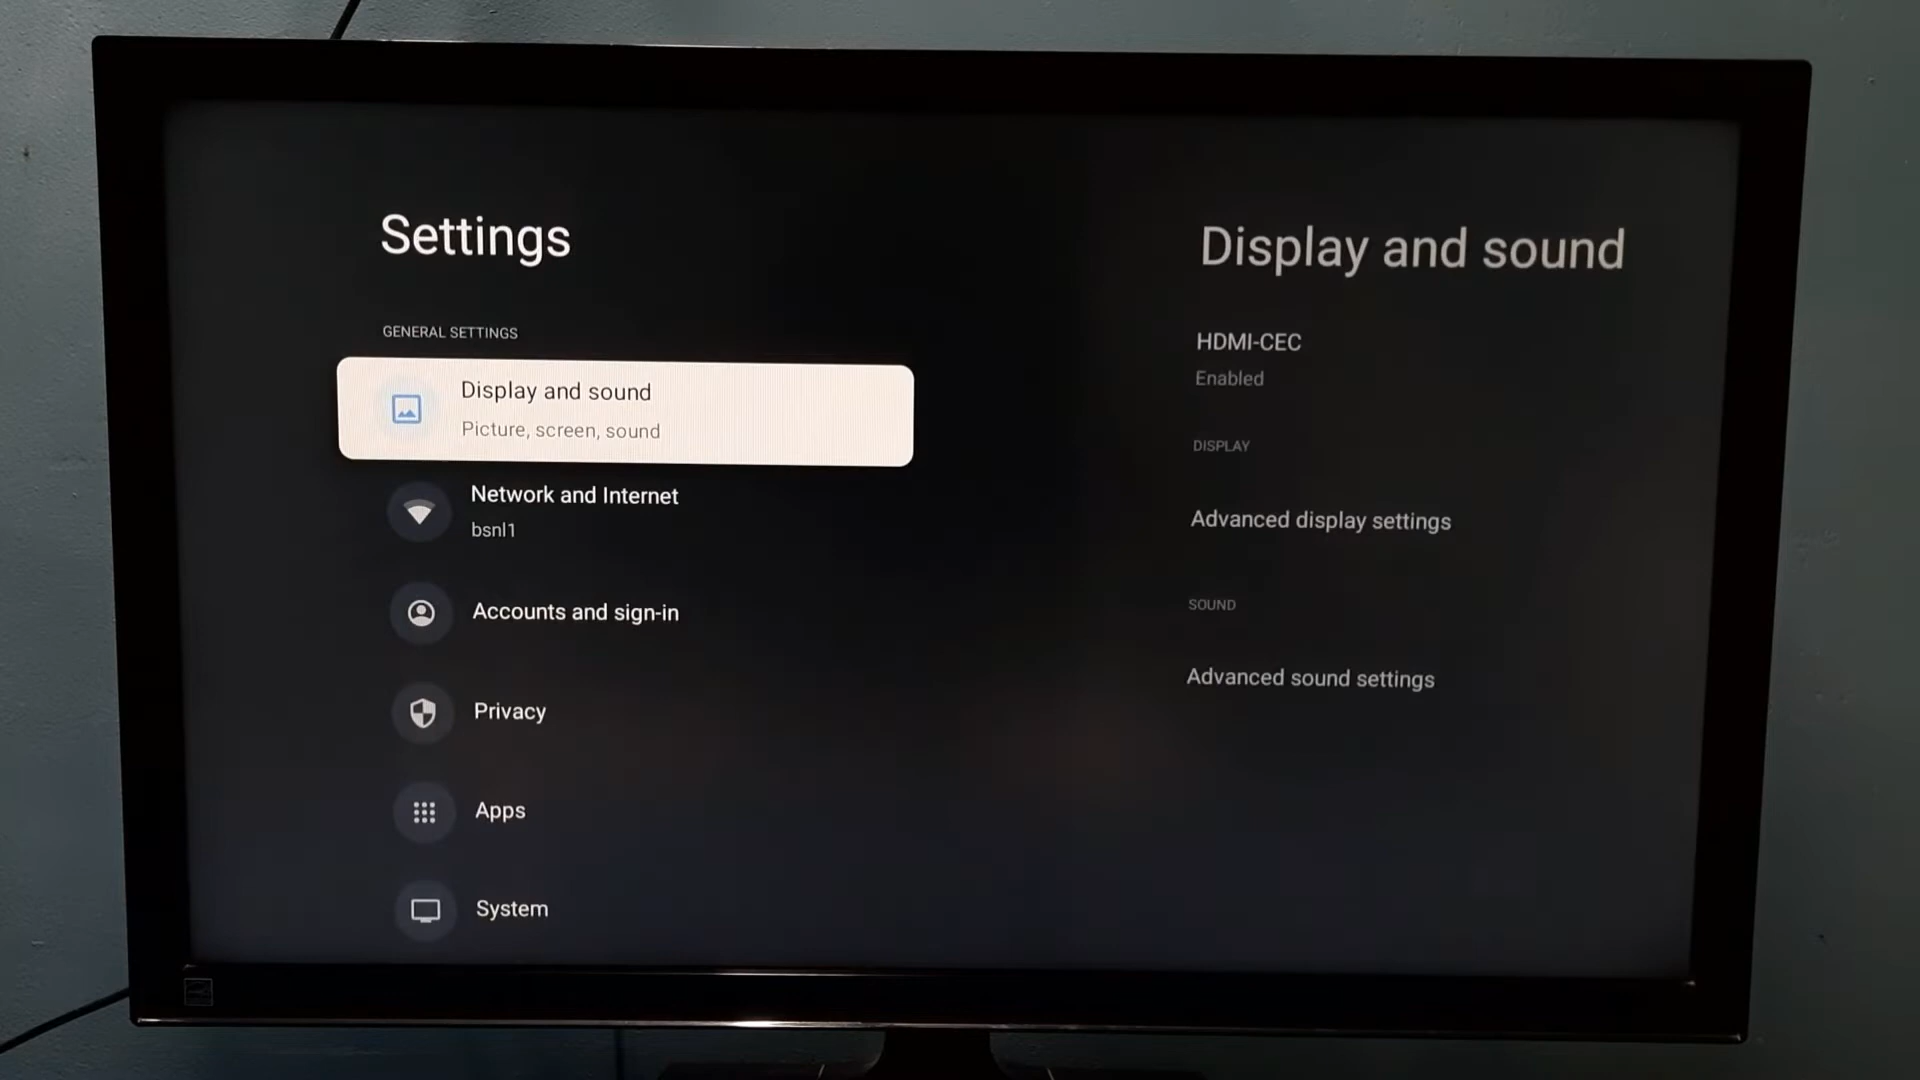 Settings
GENERAL SETTINGS
Display and sound
Picture, screen, sound
Network and Internet
bsnl1
Accounts and sign-in
Privacy
Apps
System
Display and sound
HDMI-CEC
Enabled
DISPLAY
Advanced display settings
SOUND
Advanced sound settings